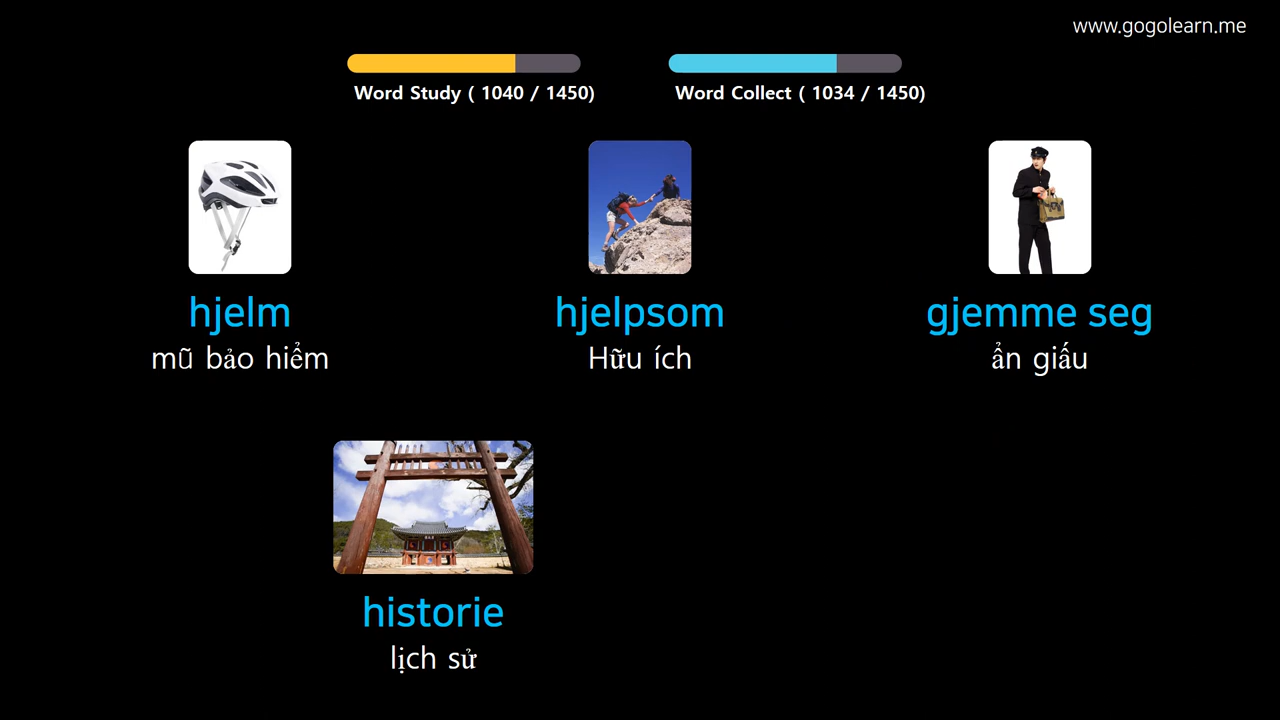 www.gogolearn.me
Word Study ( 1040 / 1450)
Word Collect ( 1034 / 1450)
hjelm
mũ bảo hiểm
hjelpsom
Hữu ích
gjemme seg
ẩn giấu
historie
lịch sử